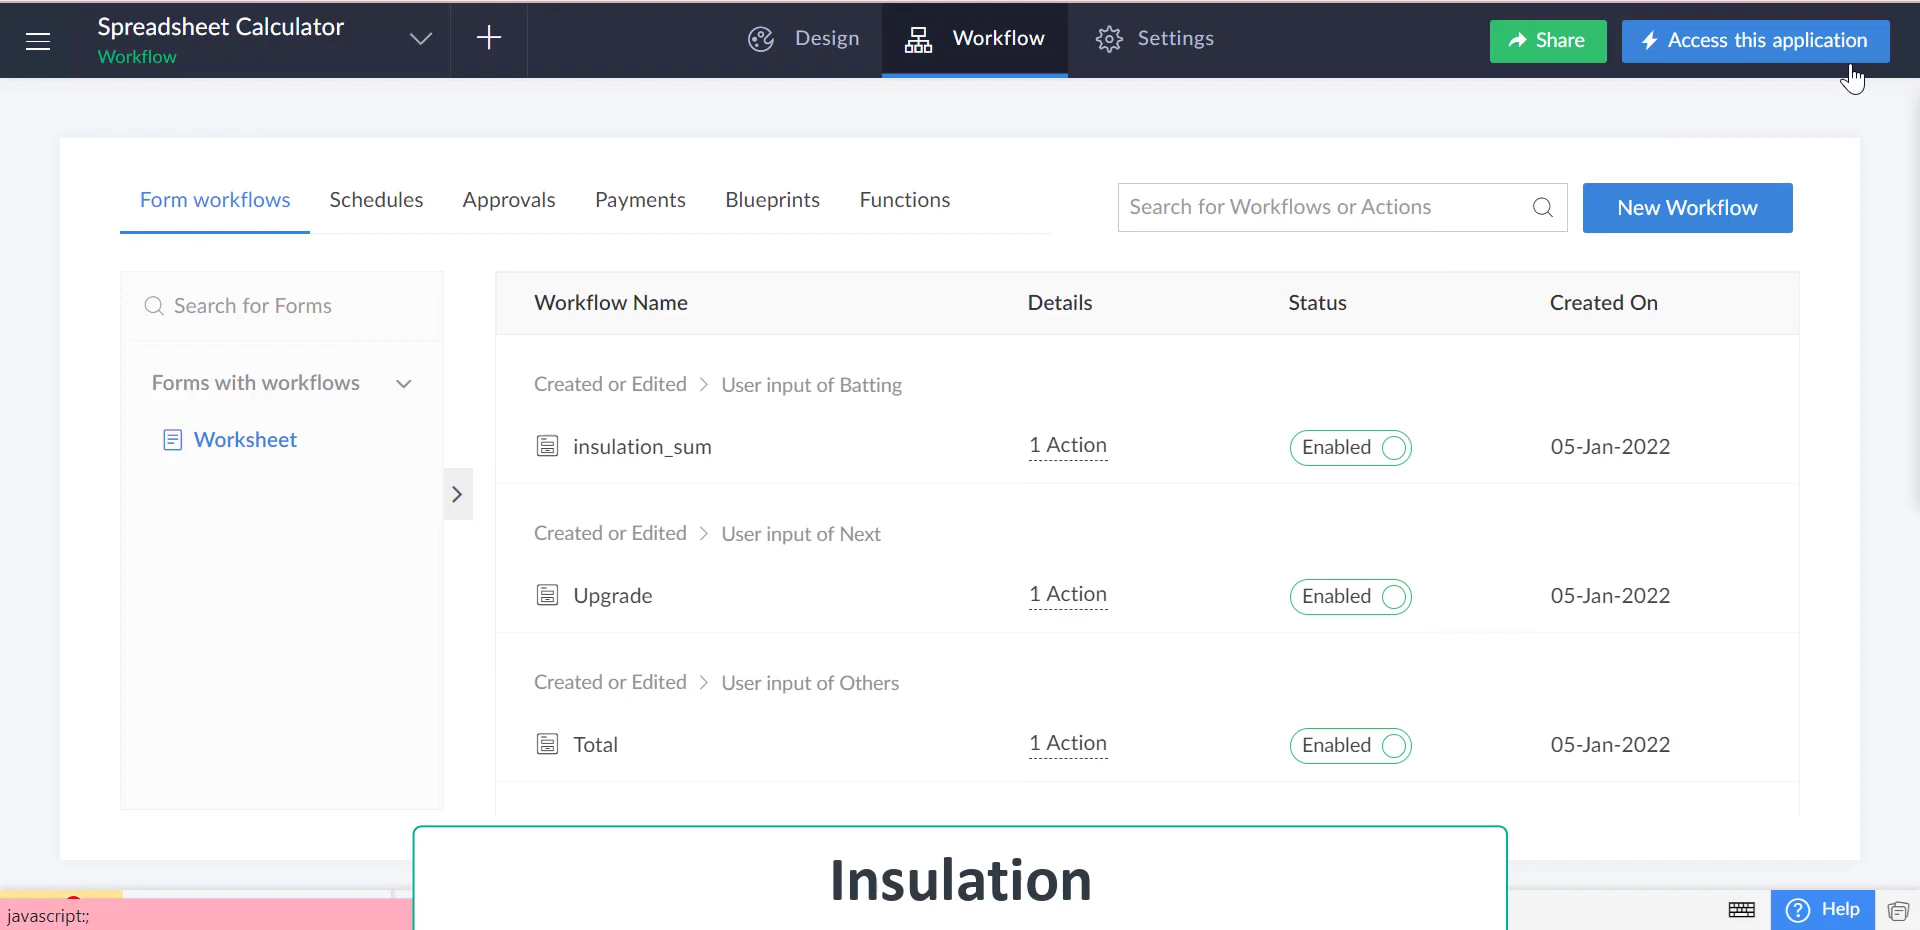 Spreadsheet Calculator
Workflow
Design
Workflow
Settings
Share
Access this application
Form workflows
Schedules
Approvals
Payments
Blueprints
Functions
Search for Workflows or Actions
New Workflow
Search for Forms
Forms with workflows
Worksheet
Workflow Name Details Status Created On
Created or Edited > User input of Batting
insulation_sum 1 Action Enabled 05-Jan-2022
Created or Edited > User input of Next
Upgrade 1 Action Enabled 05-Jan-2022
Created or Edited > User input of Others
Total 1 Action Enabled 05-Jan-2022
Insulation
javascript:;
Help